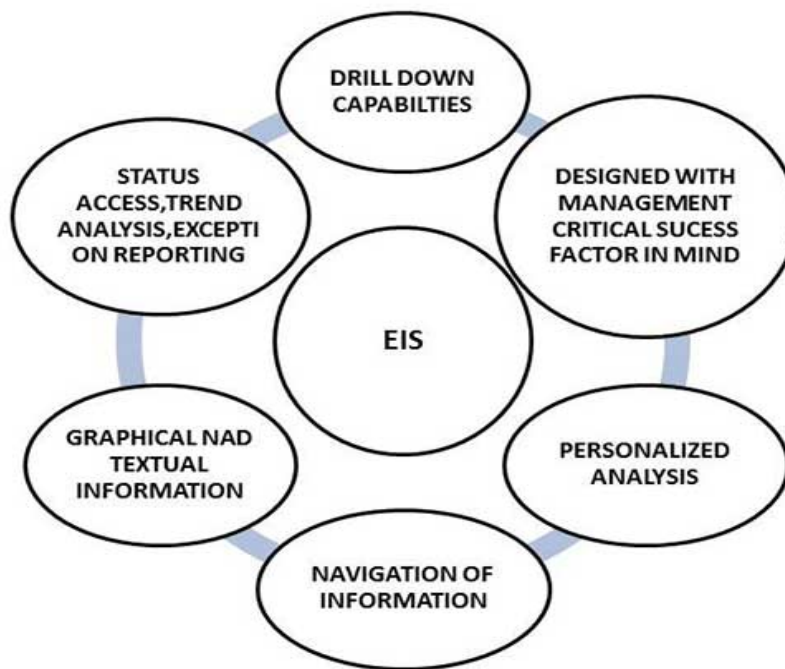 DRILL DOWN
CAPABILTIES
DESIGNED WITH
MANAGEMENT
CRITICAL SUCESS
FACTOR IN MIND
PERSONALIZED
ANALYSIS
NAVIGATION OF
INFORMATION
GRAPHICAL NAD
TEXTUAL
INFORMATION
STATUS
ACCESS,TREND
ANALYSIS,EXCEPTI
ON REPORTING
EIS